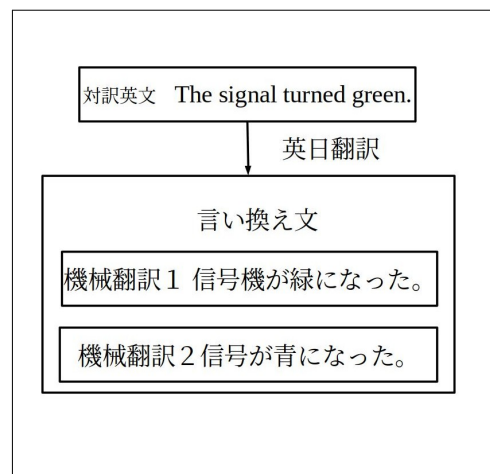 対訳英文 The signal turned green.
英日翻訳
言い換え文
機械翻訳１ 信号機が緑になった。
機械翻訳２信号が青になった。